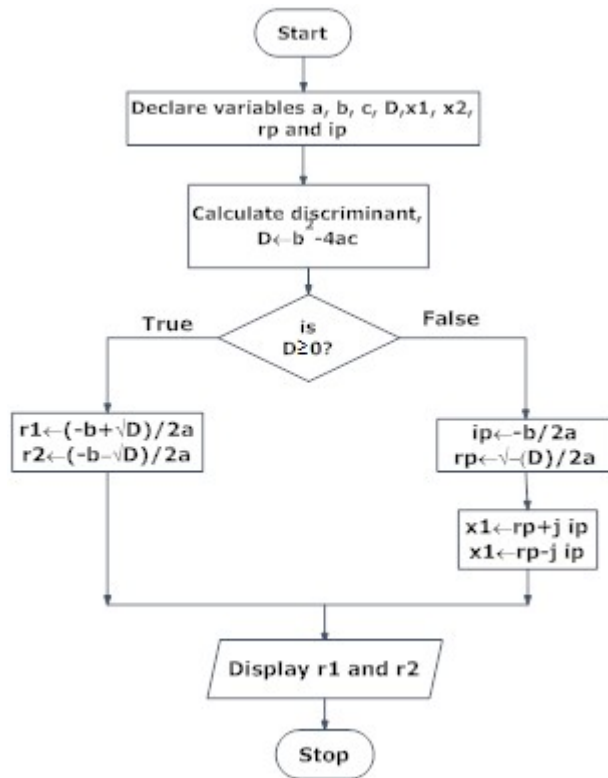 Start
Declare variables a, b, c, D,x1, x2,
rp and ip
Calculate discriminant,
D←b²-4ac
True
is
D≥0?
False
r1←(-b+√D)/2a
r2←(-b–√D)/2a
ip←-b/2a
rp←√-(D)/2a
x1←rp+j ip
x1←rp-j ip
Display r1 and r2
Stop